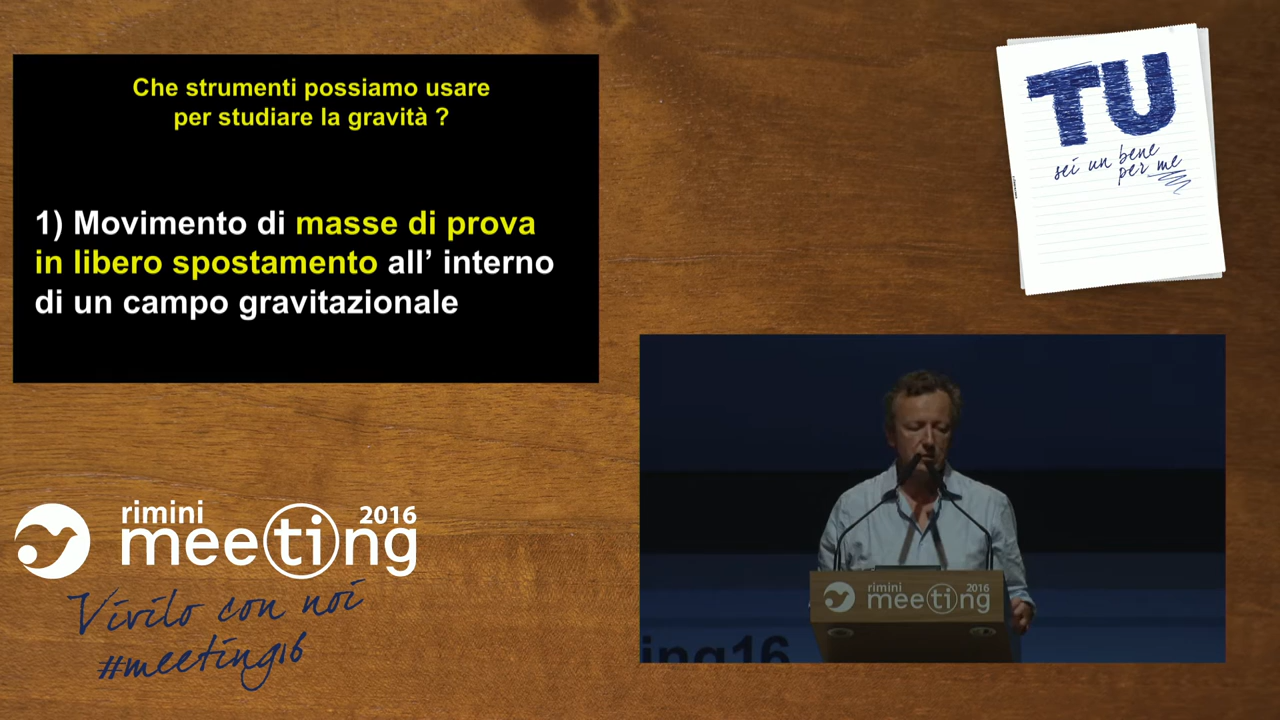 Che strumenti possiamo usare
per studiare la gravità ?
1) Movimento di masse di prova
in libero spostamento all’ interno
di un campo gravitazionale
TU
sei un bene
per me
rimini 2016
meeting
Vivilo con noi
#meeting16
rimini 2016
meeting
ing16